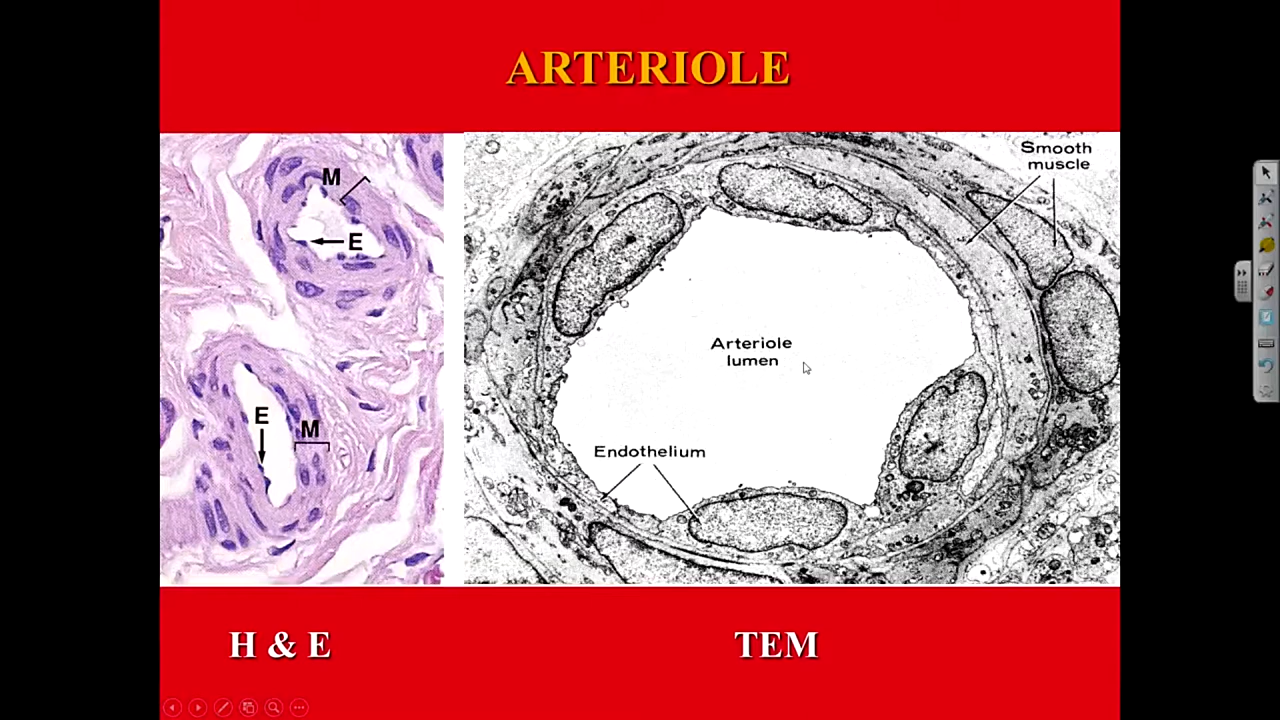 ARTERIOLE
M
E
E
M
Smooth
muscle
Arteriole
lumen
Endothelium
H & E
TEM